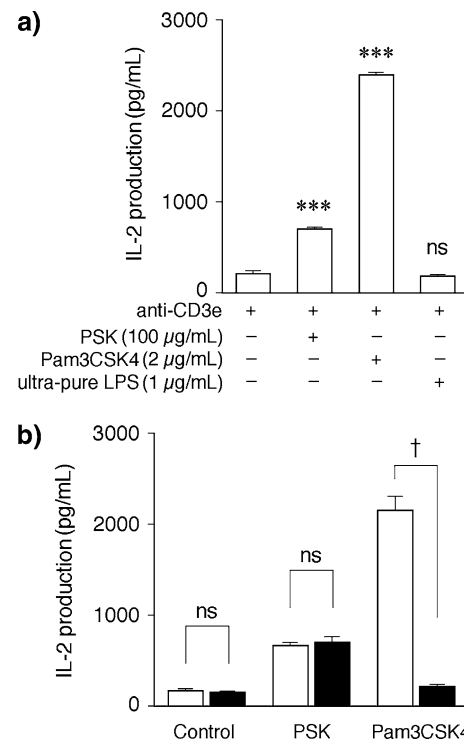 a)
IL-2 production (pg/mL)
3000
2000
1000
0
***
***
ns
anti-CD3e + + + +
PSK (100 µg/mL) − + − −
Pam3CSK4 (2 µg/mL) − − + −
ultra-pure LPS (1 µg/mL) − − − +
b)
IL-2 production (pg/mL)
3000
2000
1000
0
ns
ns
†
Control PSK Pam3CSK4